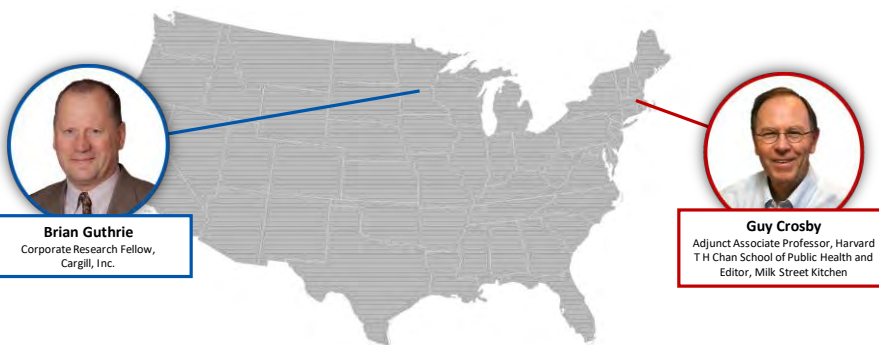 Brian Guthrie
Corporate Research Fellow,
Cargill, Inc.
Guy Crosby
Adjunct Associate Professor, Harvard
T H Chan School of Public Health and
Editor, Milk Street Kitchen